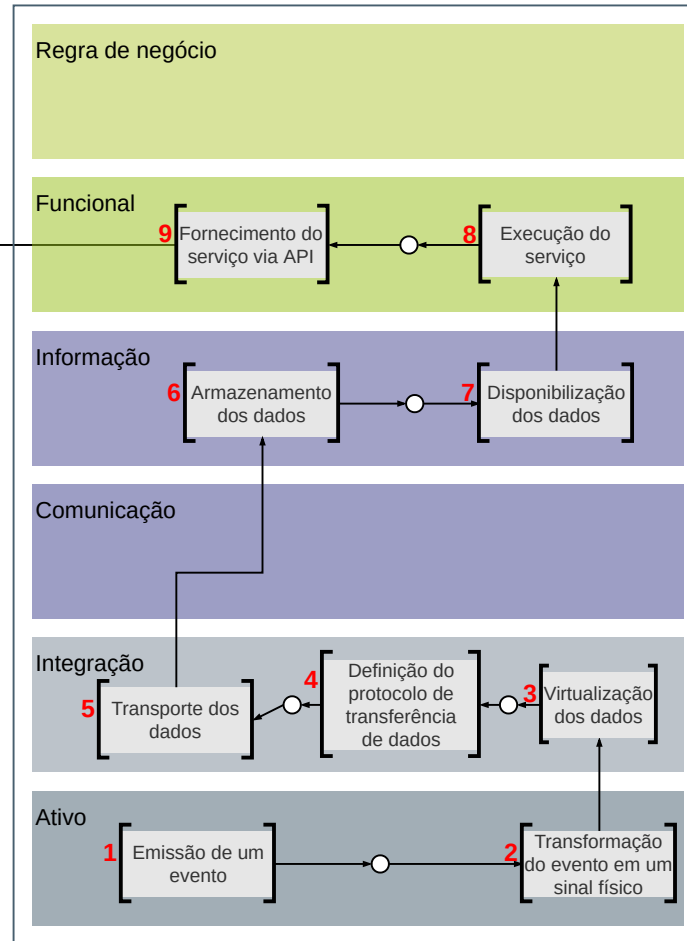 Regra de negócio
Funcional
9
Fornecimento do
serviço via API
8
Execução do
serviço
Informação
6
Armazenamento
dos dados
7
Disponibilização
dos dados
Comunicação
Integração
5
Transporte dos
dados
4
Definição do
protocolo de
transferência
de dados
3
Virtualização
dos dados
Ativo
1
Emissão de um
evento
2
Transformação
do evento em um
sinal físico